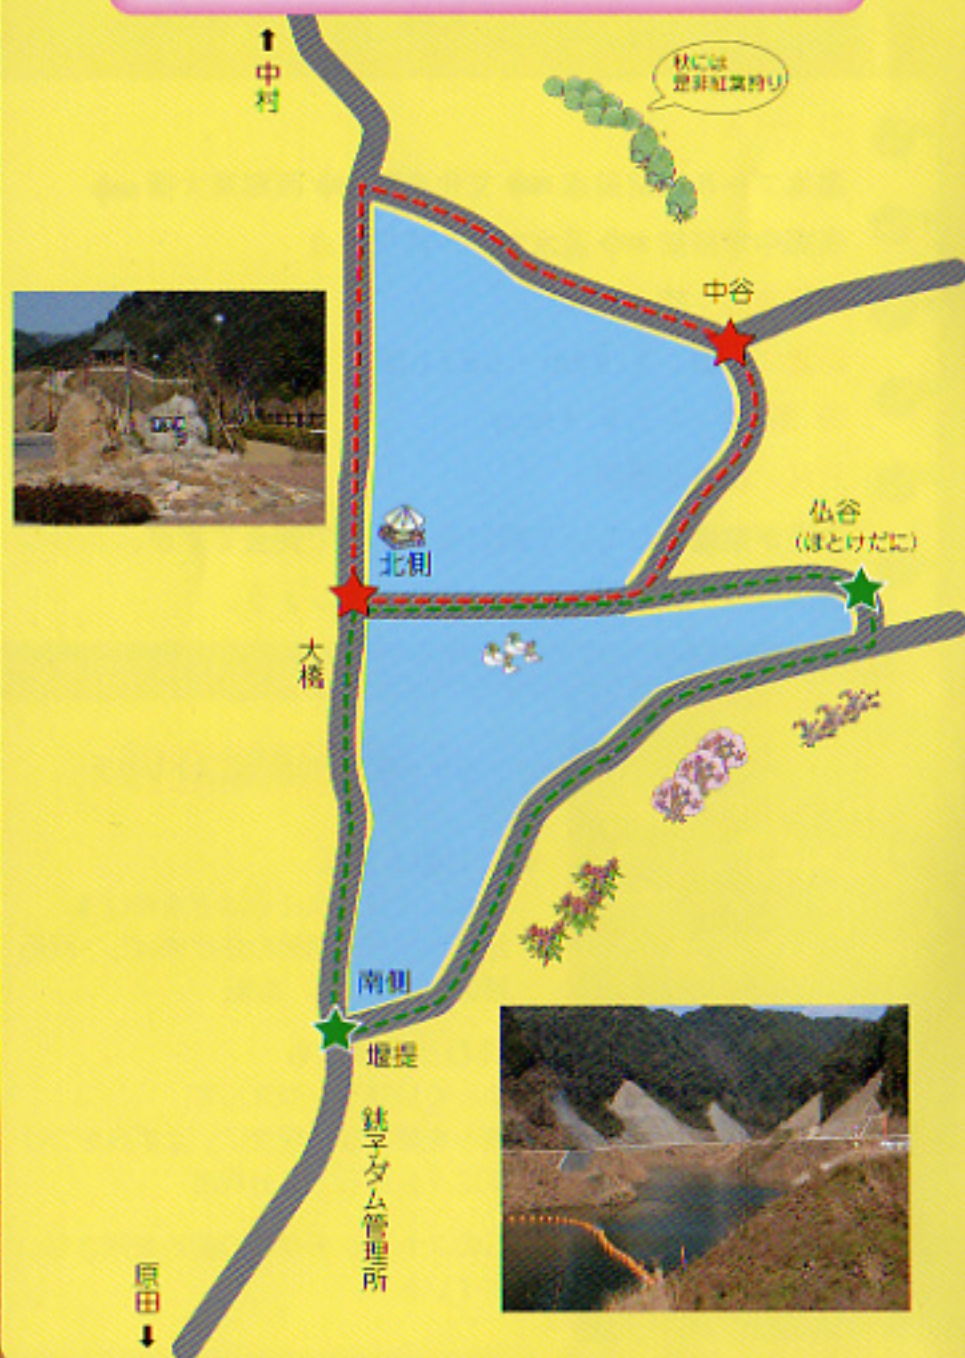 ↑
中村
秋には
是非紅葉狩り
中谷
仏谷
(ほとけだに)
北側
大橋
南側
堰提
銚子ダム管理所
原田
↓